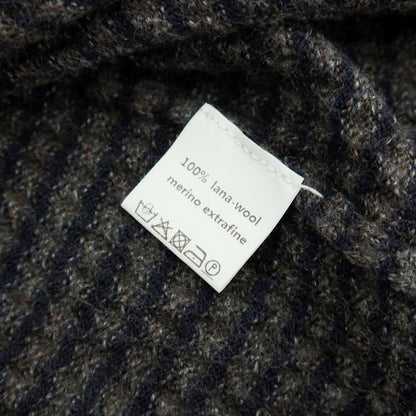 100% lana-wool
merino extrafine